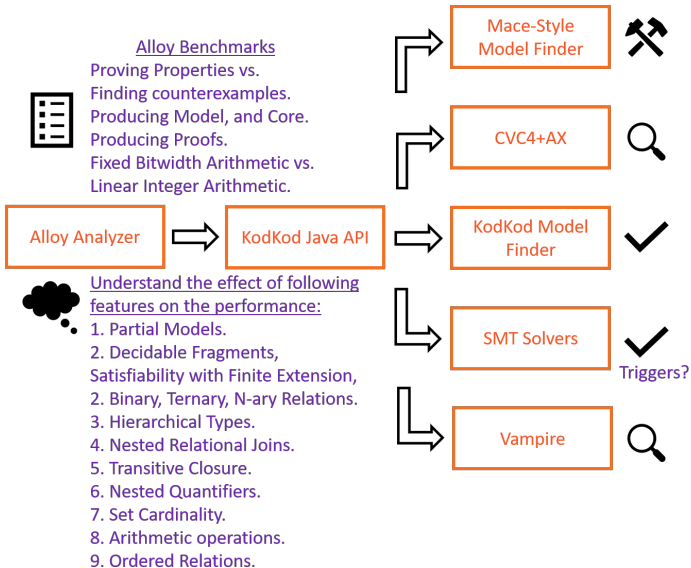 Alloy Benchmarks
Proving Properties vs.
Finding counterexamples.
Producing Model, and Core.
Producing Proofs.
Fixed Bitwidth Arithmetic vs.
Linear Integer Arithmetic.
Mace-Style
Model Finder
CVC4+AX
Alloy Analyzer
KodKod Java API
KodKod Model
Finder
Understand the effect of following
features on the performance:
1. Partial Models.
2. Decidable Fragments,
Satisfiability with Finite Extension,
2. Binary, Ternary, N-ary Relations.
3. Hierarchical Types.
4. Nested Relational Joins.
5. Transitive Closure.
6. Nested Quantifiers.
7. Set Cardinality.
8. Arithmetic operations.
9. Ordered Relations.
SMT Solvers
Triggers?
Vampire